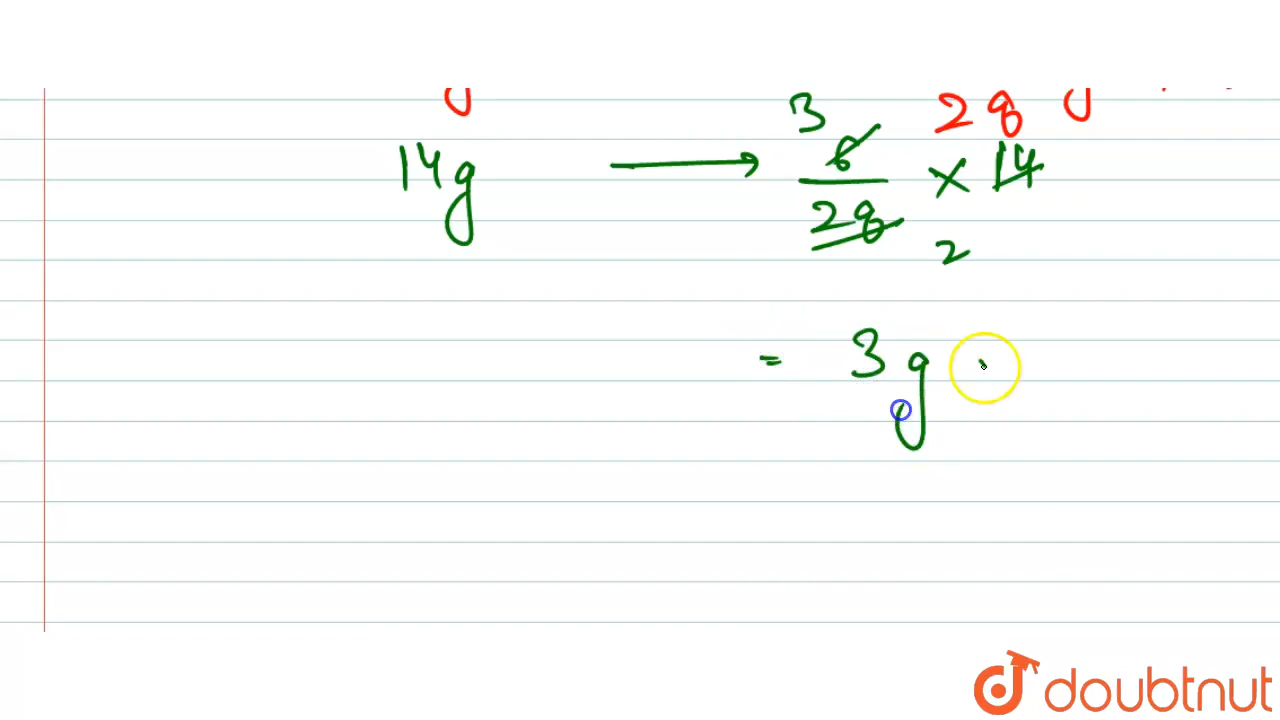 3 28
14g → 6/28 × 14
2
= 3g
doubtnut